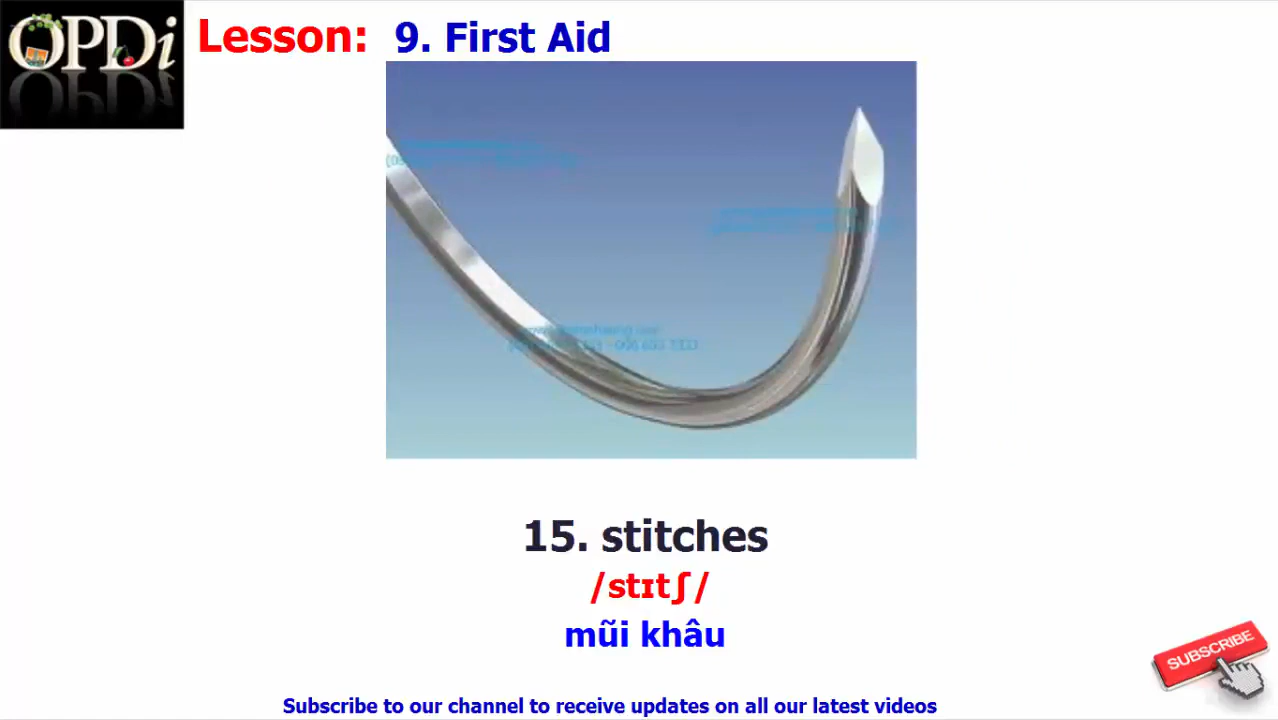 OPDi
Lesson: 9. First Aid
15. stitches
/stɪtʃ/
mũi khâu
SUBSCRIBE
Subscribe to our channel to receive updates on all our latest videos